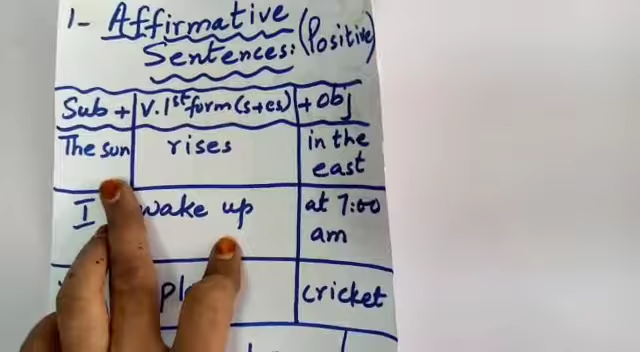 1- Affirmative (Positive)
Sentences:
Sub + V. 1st form (s+es) + obj
The sun rises in the east
I wake up at 7:00 am
cricket